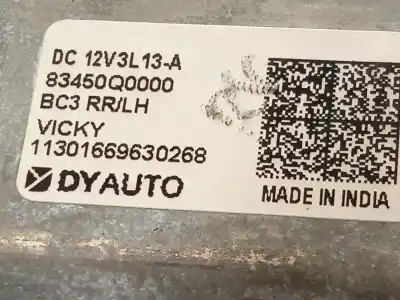 DC 12V3L13-A
83450Q0000
BC3 RR/LH
VICKY
11301669630268
DYAUTO
MADE IN INDIA